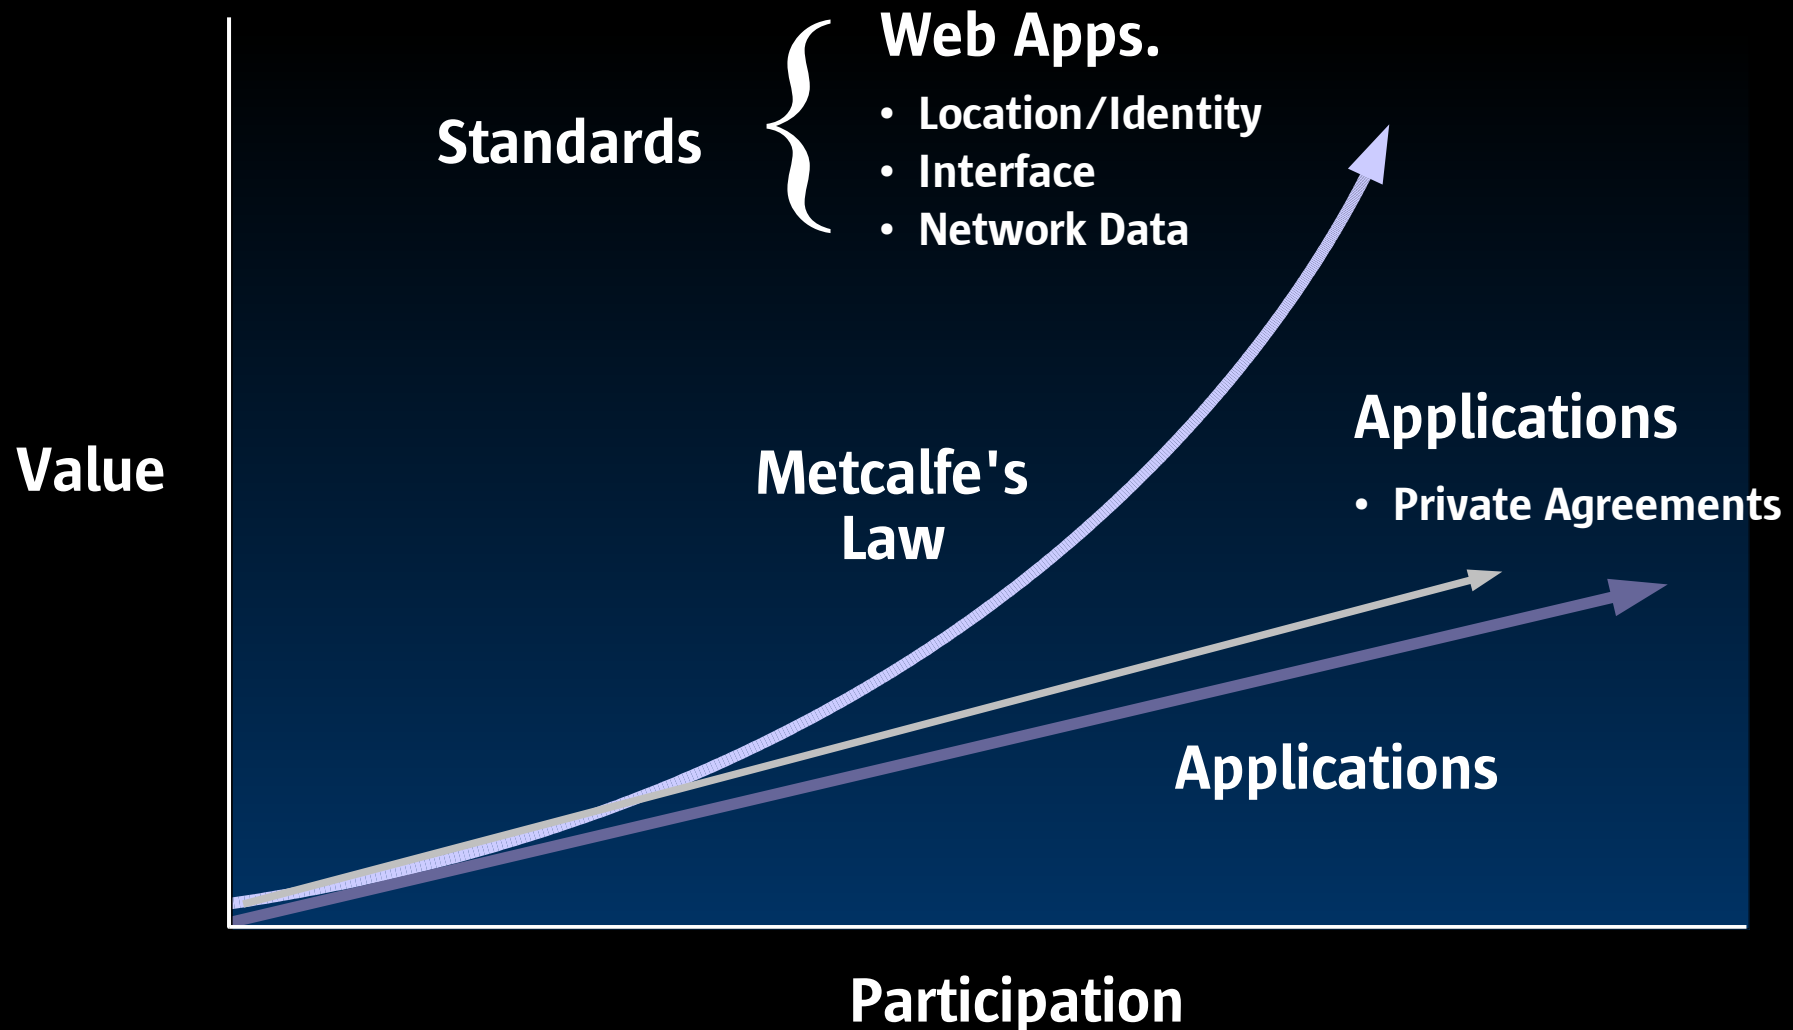 Web Apps.
Standards
• Location/Identity
• Interface
• Network Data
Applications
• Private Agreements
Value
Metcalfe's
Law
Applications
Participation